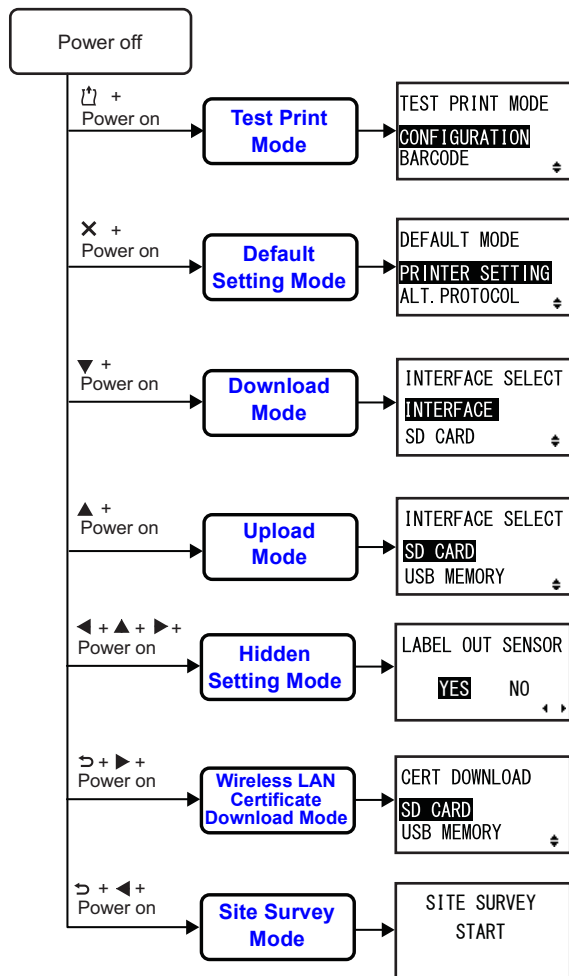 Power off
+
Power on
Test Print
Mode
TEST PRINT MODE
CONFIGURATION
BARCODE
✕ +
Power on
Default
Setting Mode
DEFAULT MODE
PRINTER SETTING
ALT. PROTOCOL
▼ +
Power on
Download
Mode
INTERFACE SELECT
INTERFACE
SD CARD
▲ +
Power on
Upload
Mode
INTERFACE SELECT
SD CARD
USB MEMORY
◀ + ▲ + ▶ +
Power on
Hidden
Setting Mode
LABEL OUT SENSOR
YES NO
⮌ + ▶ +
Power on
Wireless LAN
Certificate
Download Mode
CERT DOWNLOAD
SD CARD
USB MEMORY
⮌ + ◀ +
Power on
Site Survey
Mode
SITE SURVEY
START